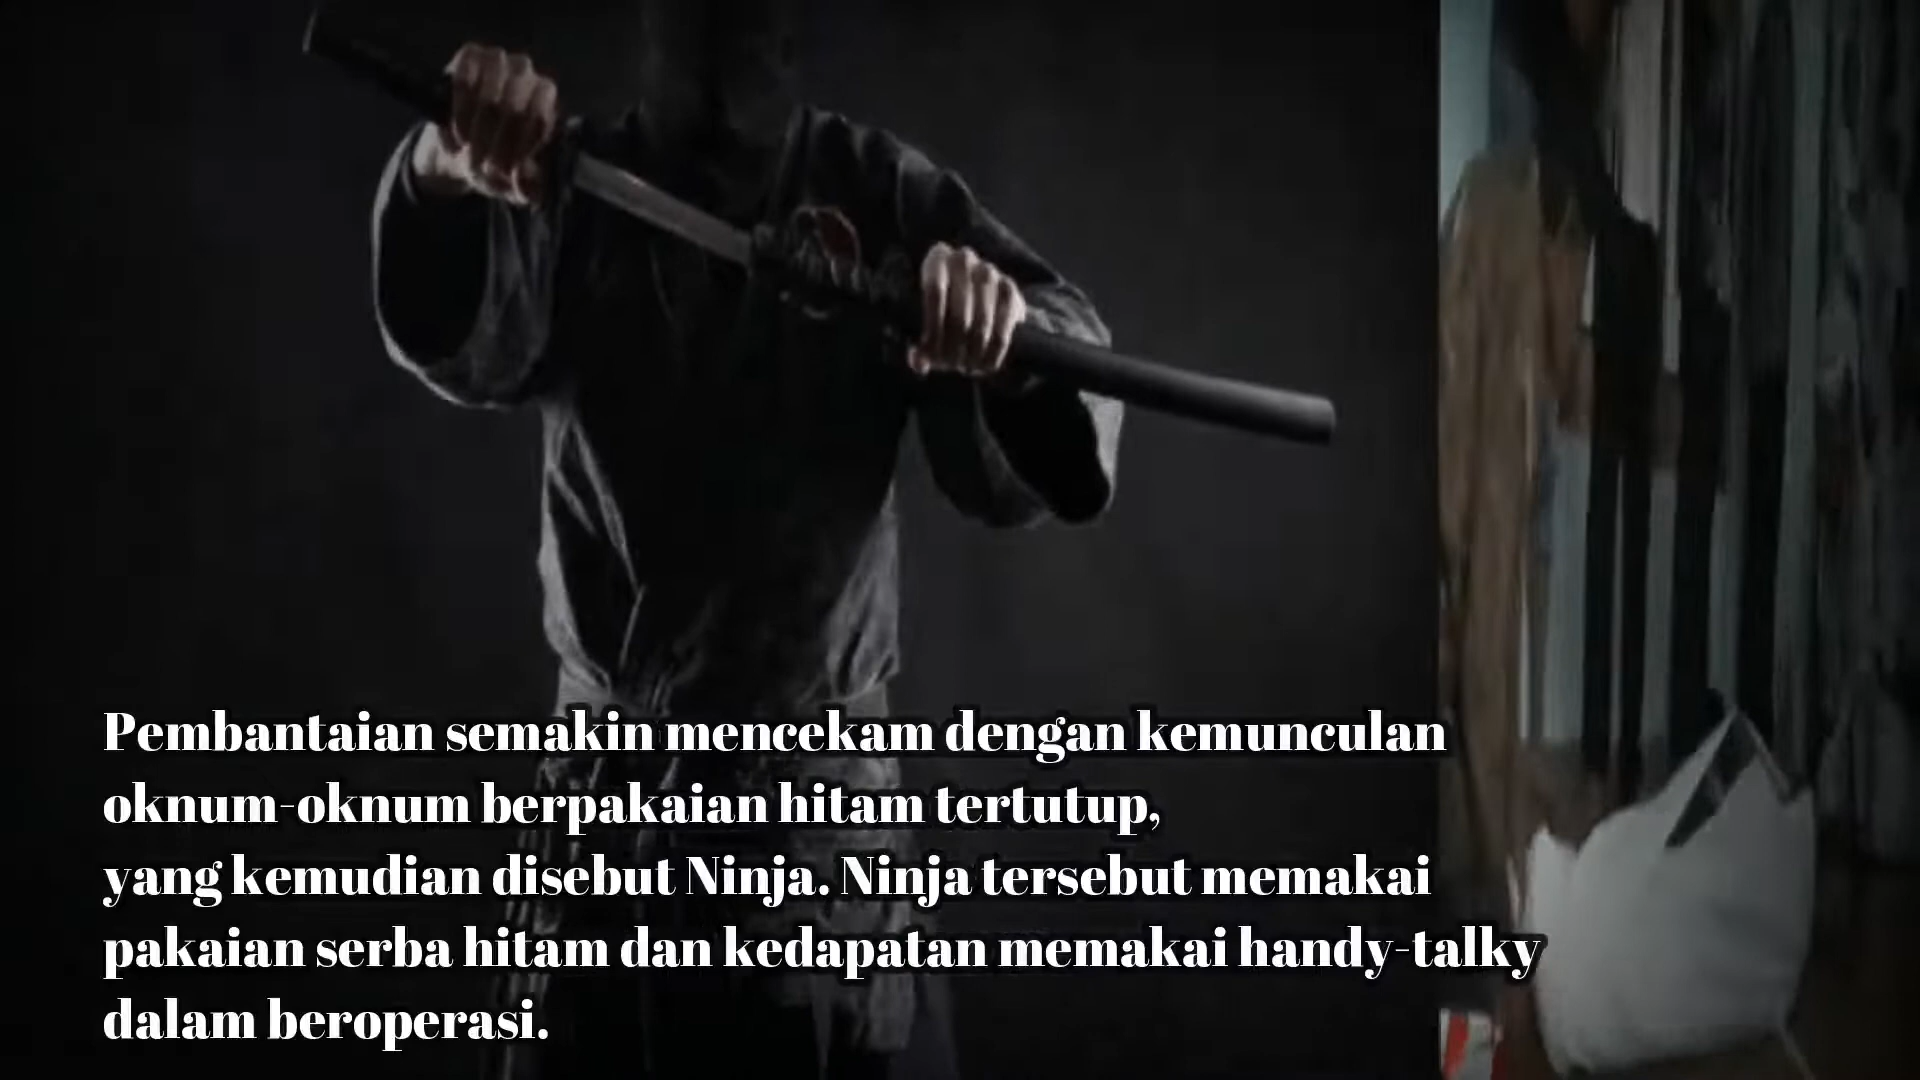 Pembantaian semakin mencekam dengan kemunculan
oknum-oknum berpakaian hitam tertutup,
yang kemudian disebut Ninja. Ninja tersebut memakai
pakaian serba hitam dan kedapatan memakai handy-talky
dalam beroperasi.